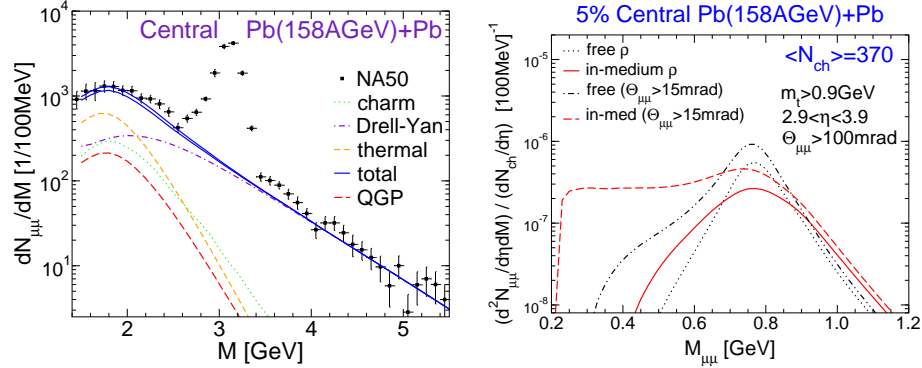 Central Pb(158AGeV)+Pb
dN_μμ/dM [1/100MeV]
10^4
10^3
10^2
10^1
NA50
charm
Drell-Yan
thermal
total
QGP
2 3 4 5
M [GeV]
5% Central Pb(158AGeV)+Pb
(d^2N_μμ/dηdM) / (dN_ch/dη) [100MeV]^-1
10^-5
10^-6
10^-7
10^-8
free ρ
in-medium ρ
free (Θ_μμ>15mrad)
in-med (Θ_μμ>15mrad)
<N_ch>=370
m_t>0.9GeV
2.9<η<3.9
Θ_μμ>100mrad
0.2 0.4 0.6 0.8 1.0 1.2
M_μμ [GeV]